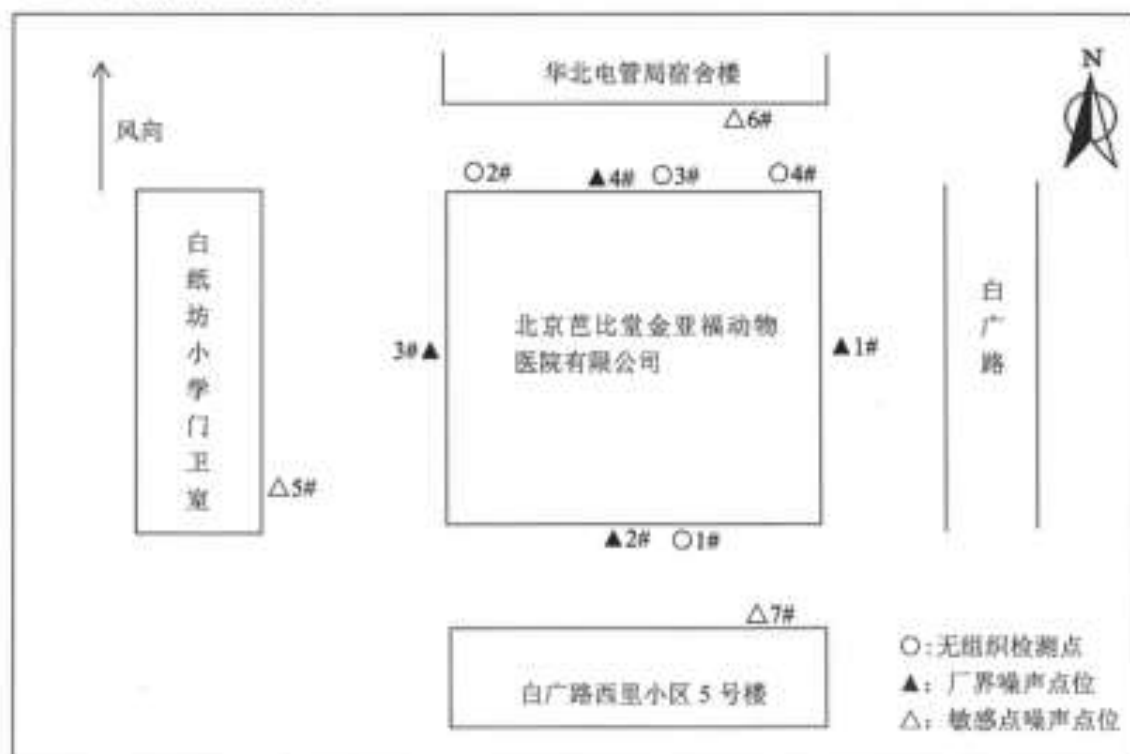 华北电管局宿舍楼
N
△6#
风向
○2#
▲4#
○3#
○4#
白纸坊小学门卫室
北京芭比堂金亚福动物
医院有限公司
白广路
3#▲
▲1#
△5#
▲2#
○1#
△7#
白广路西里小区 5 号楼
○:无组织检测点
▲：厂界噪声点位
△：敏感点噪声点位